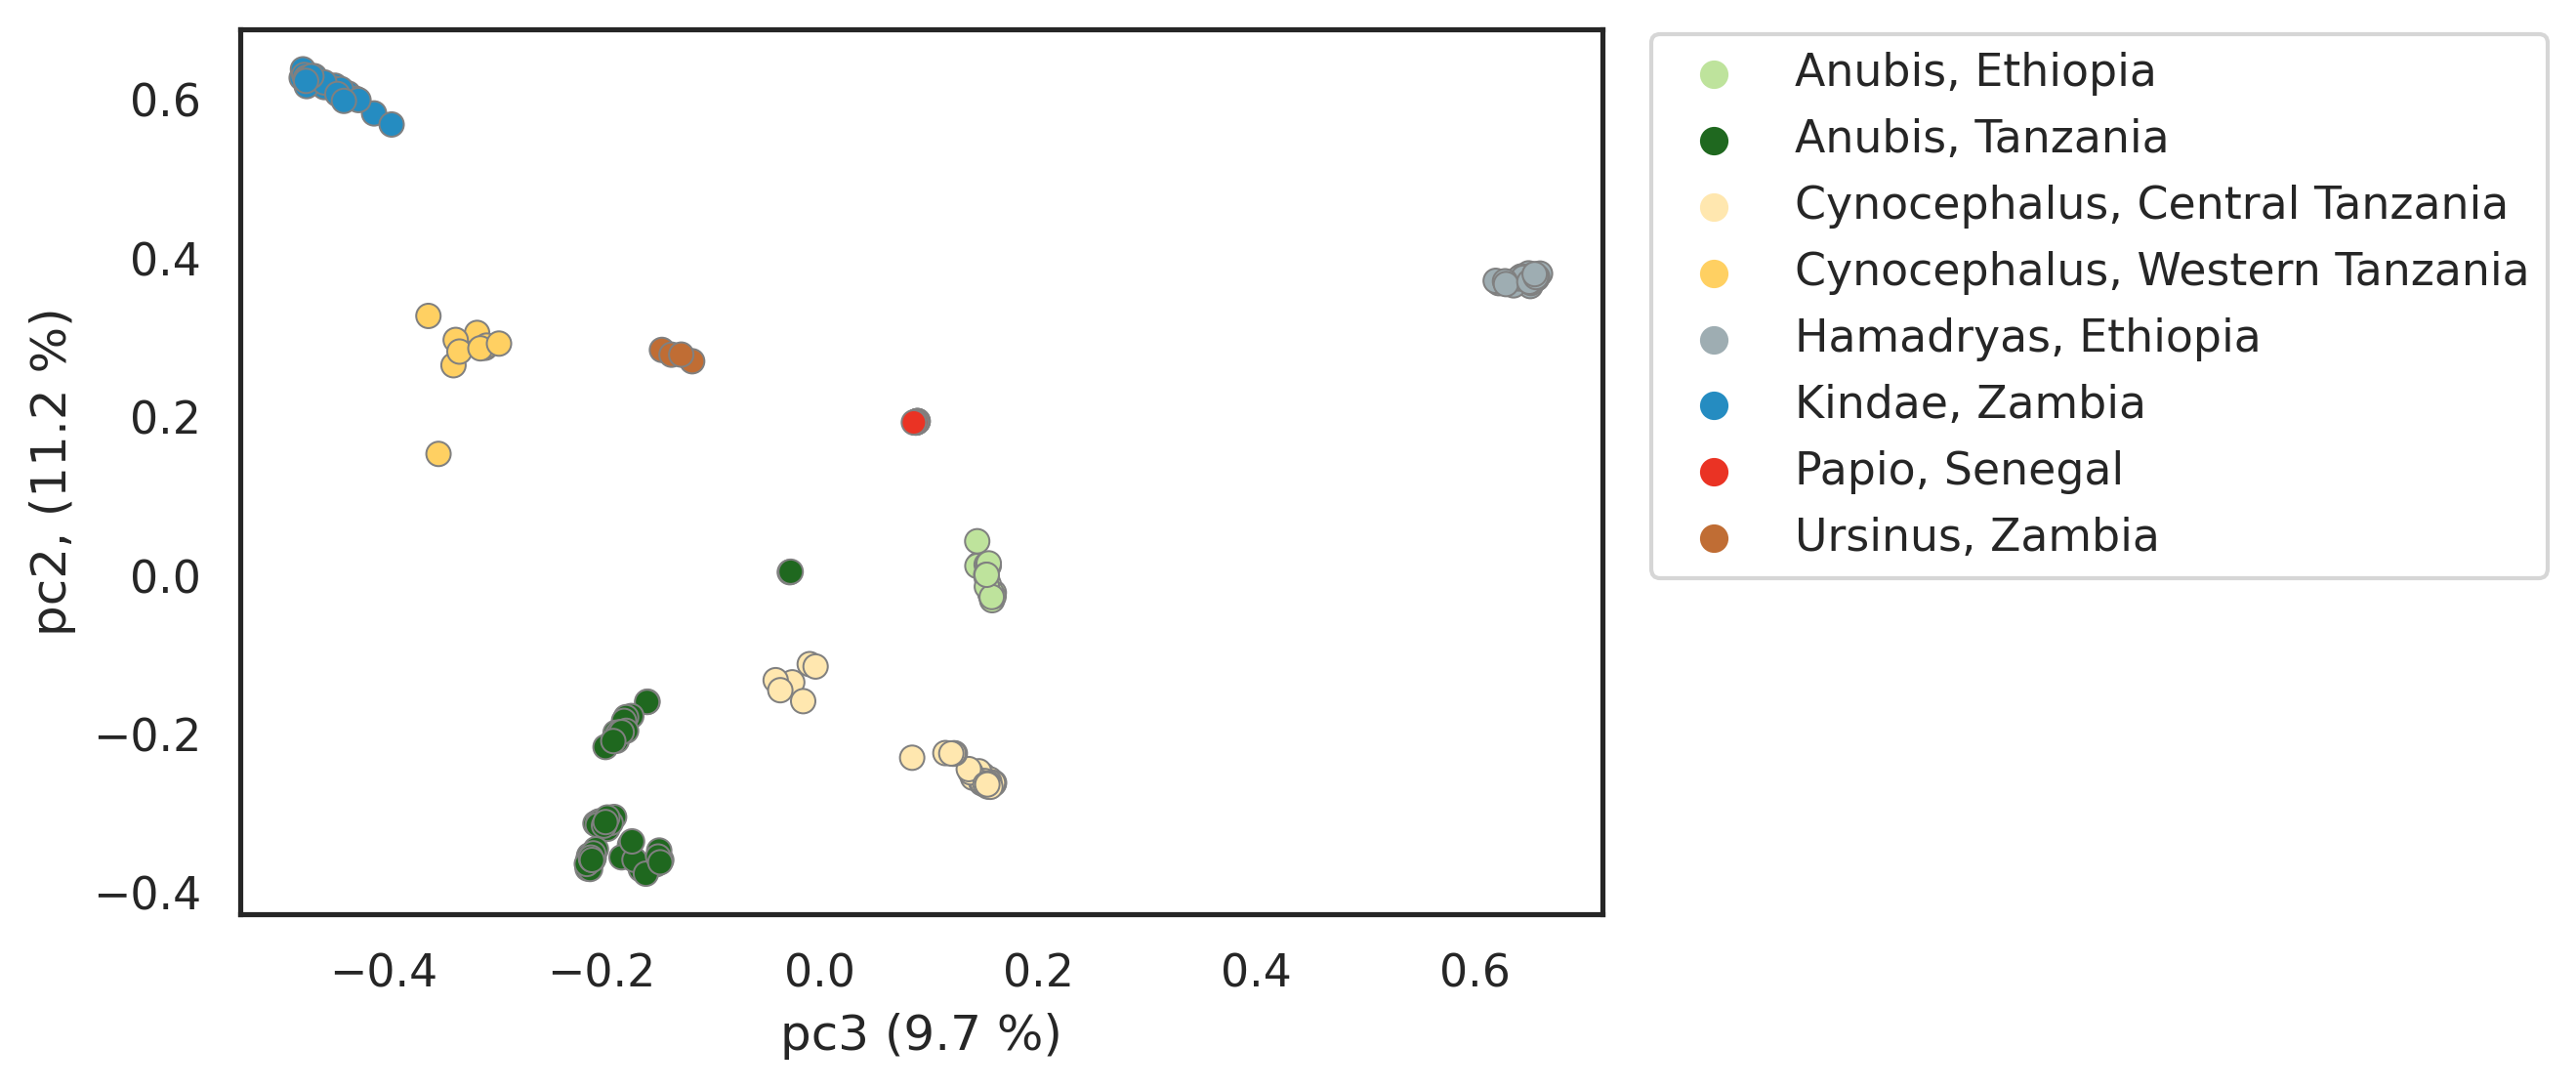 0.6
0.4
0.2
0.0
−0.2
−0.4
pc2, (11.2 %)
−0.4 −0.2 0.0 0.2 0.4 0.6
pc3 (9.7 %)
Anubis, Ethiopia
Anubis, Tanzania
Cynocephalus, Central Tanzania
Cynocephalus, Western Tanzania
Hamadryas, Ethiopia
Kindae, Zambia
Papio, Senegal
Ursinus, Zambia